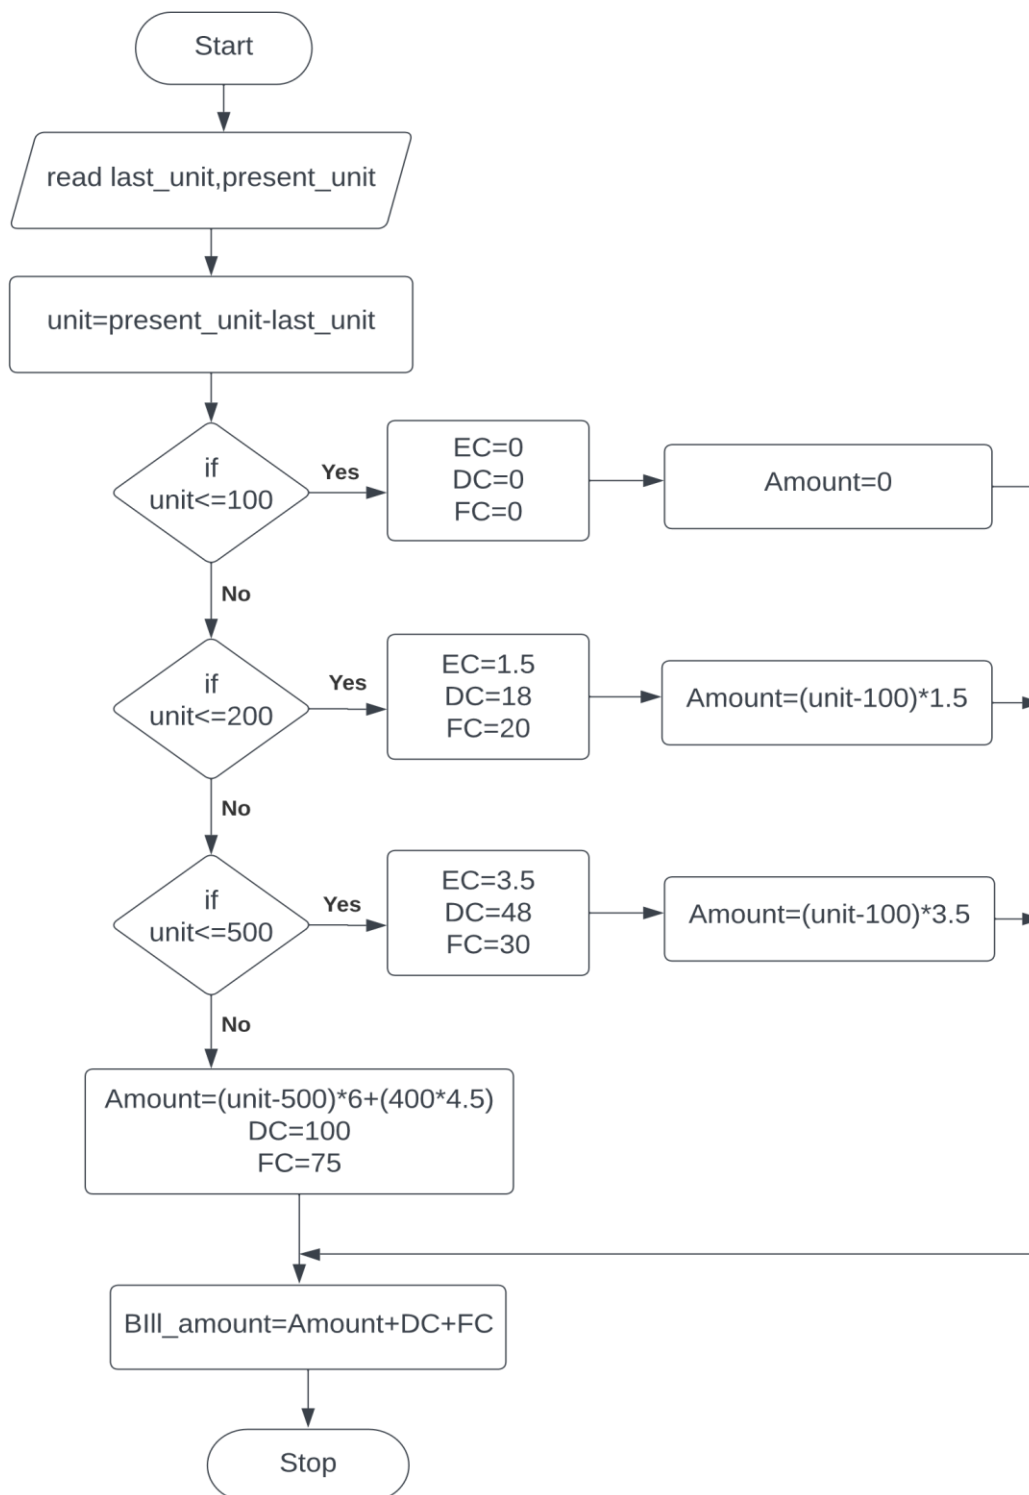 Start
read last_unit,present_unit
unit=present_unit-last_unit
if
unit<=100
Yes
EC=0
DC=0
FC=0
Amount=0
No
if
unit<=200
Yes
EC=1.5
DC=18
FC=20
Amount=(unit-100)*1.5
No
if
unit<=500
Yes
EC=3.5
DC=48
FC=30
Amount=(unit-100)*3.5
No
Amount=(unit-500)*6+(400*4.5)
DC=100
FC=75
BIll_amount=Amount+DC+FC
Stop